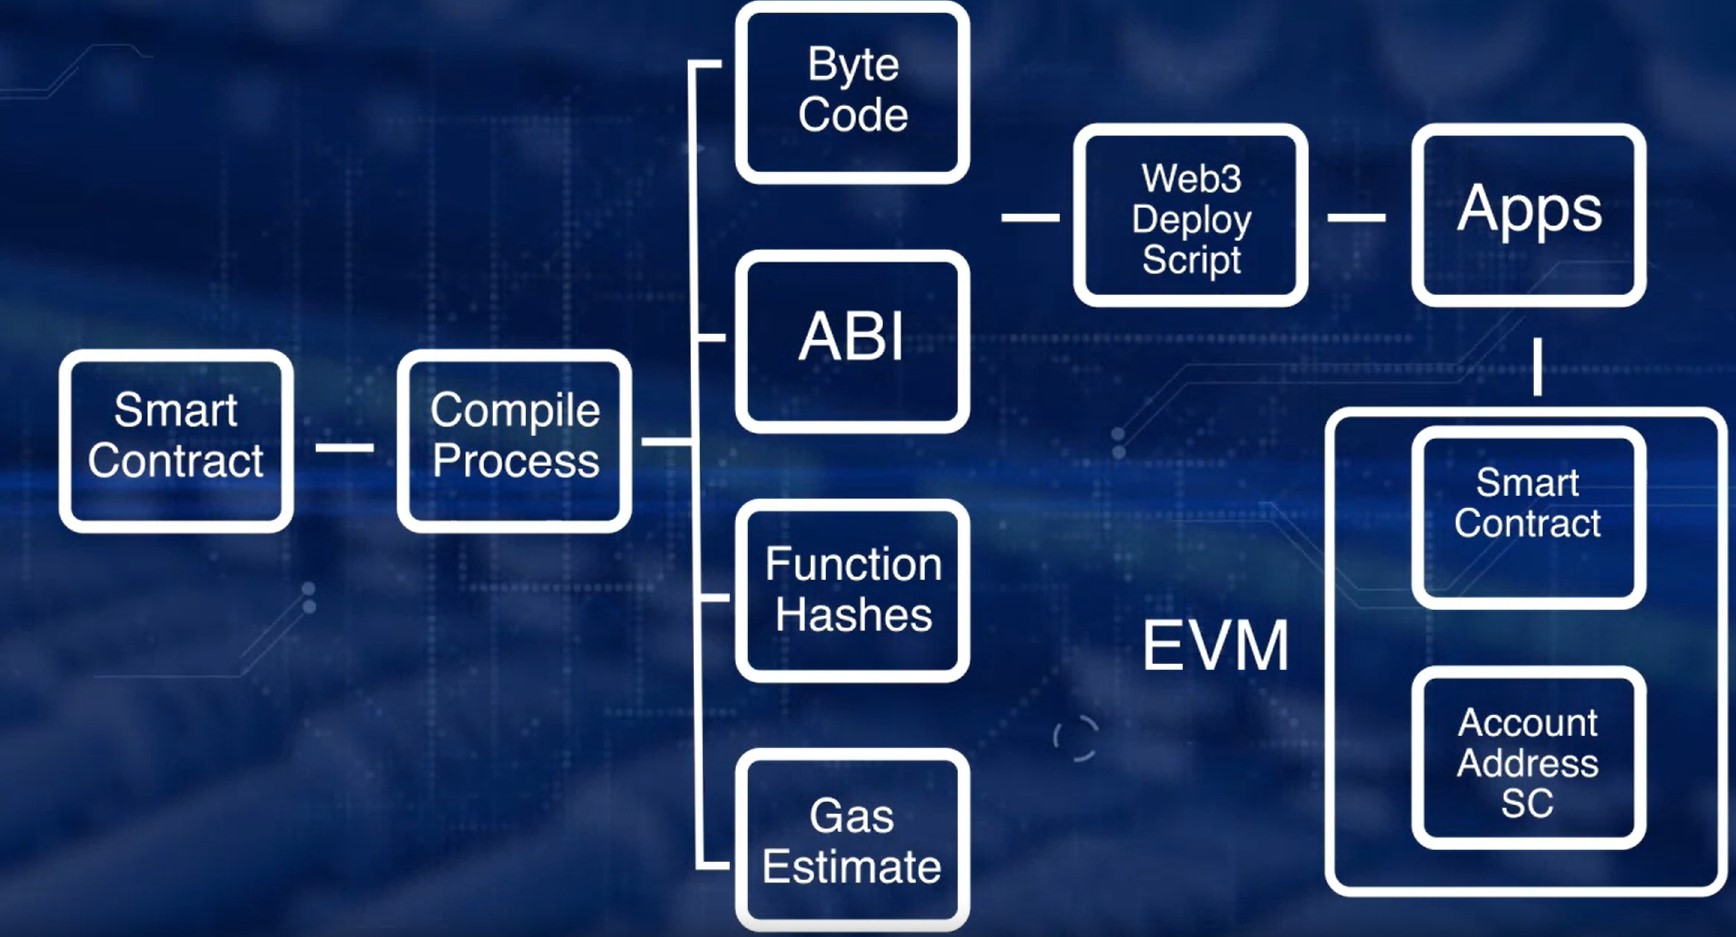 Smart
Contract
Compile
Process
Byte
Code
ABI
Function
Hashes
Gas
Estimate
Web3
Deploy
Script
Apps
EVM
Smart
Contract
Account
Address
SC